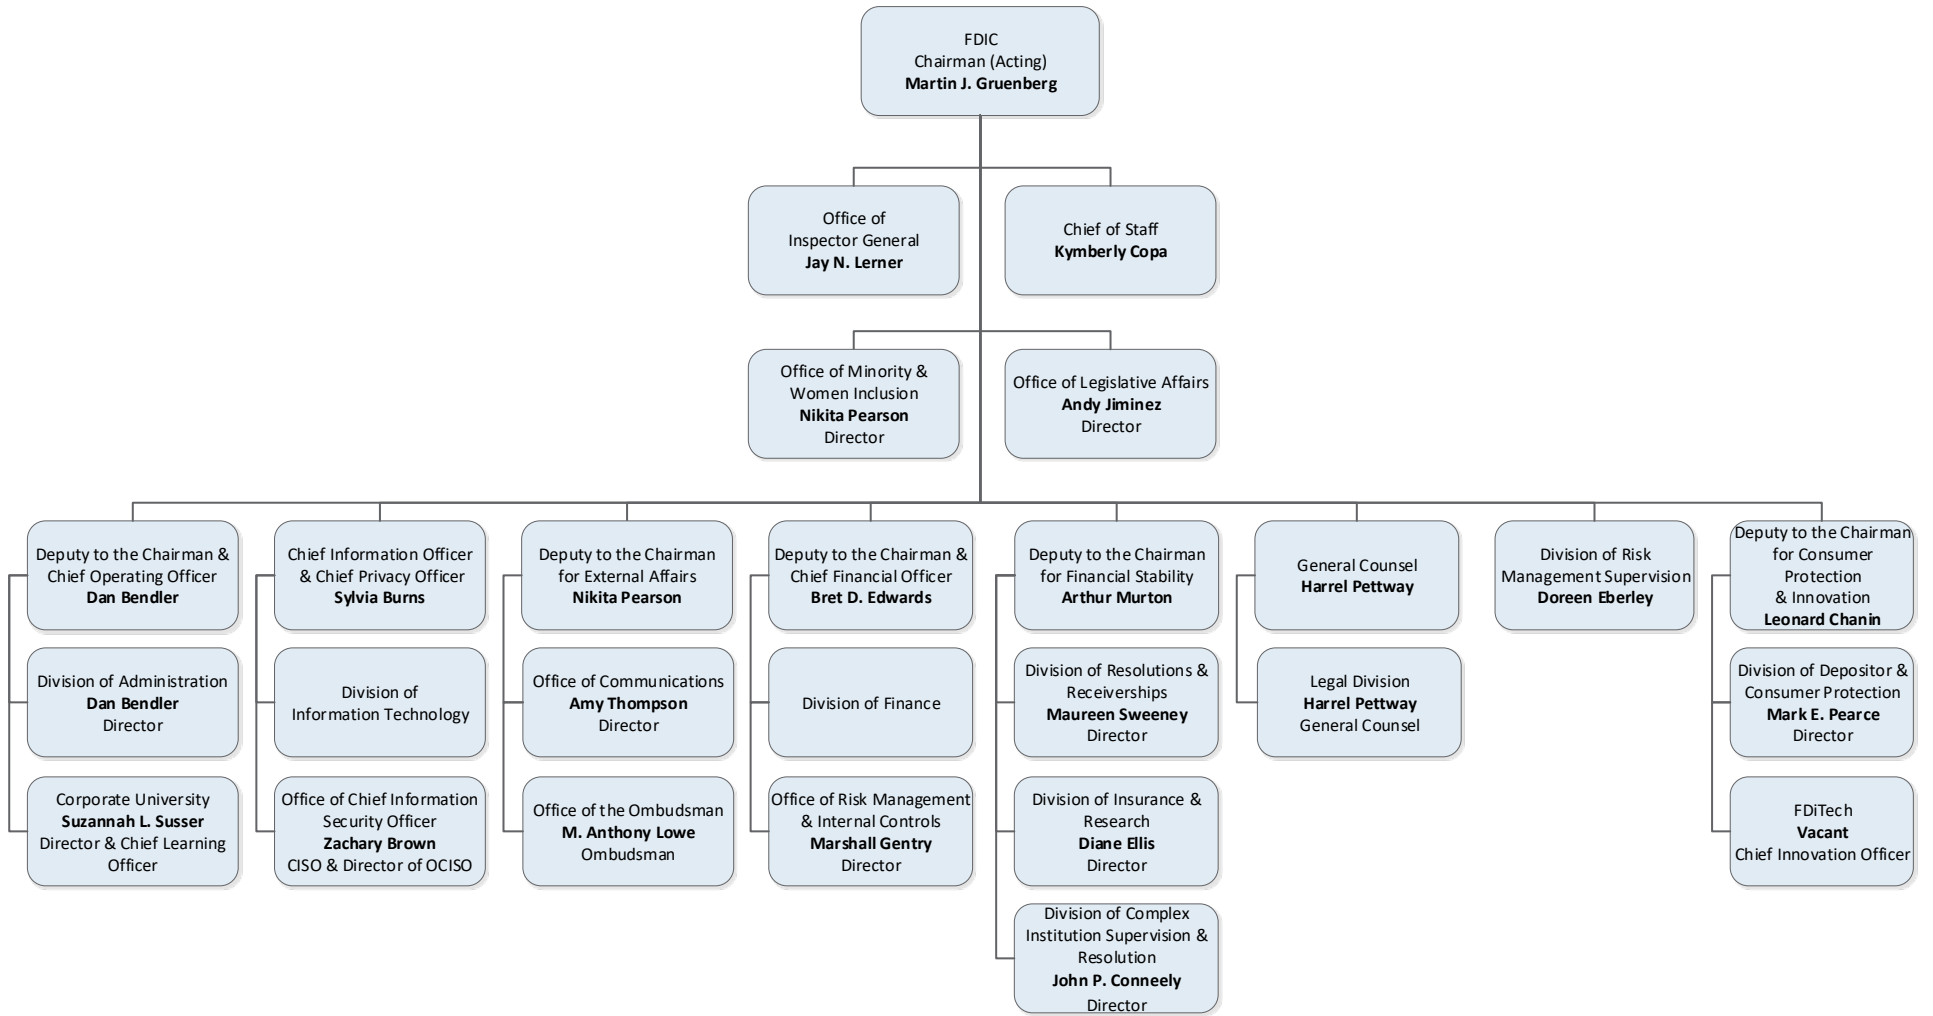 FDIC
Chairman (Acting)
Martin J. Gruenberg
Office of
Inspector General
Jay N. Lerner
Chief of Staff
Kymberly Copa
Office of Minority &
Women Inclusion
Nikita Pearson
Director
Office of Legislative Affairs
Andy Jiminez
Director
Deputy to the Chairman &
Chief Operating Officer
Dan Bendler
Chief Information Officer
& Chief Privacy Officer
Sylvia Burns
Deputy to the Chairman
for External Affairs
Nikita Pearson
Deputy to the Chairman &
Chief Financial Officer
Bret D. Edwards
Deputy to the Chairman
for Financial Stability
Arthur Murton
General Counsel
Harrel Pettway
Division of Risk
Management Supervision
Doreen Eberley
Deputy to the Chairman
for Consumer
Protection
& Innovation
Leonard Chanin
Division of Administration
Dan Bendler
Director
Division of
Information Technology
Office of Communications
Amy Thompson
Director
Division of Finance
Division of Resolutions &
Receiverships
Maureen Sweeney
Director
Legal Division
Harrel Pettway
General Counsel
Division of Depositor &
Consumer Protection
Mark E. Pearce
Director
Corporate University
Suzannah L. Susser
Director & Chief Learning
Officer
Office of Chief Information
Security Officer
Zachary Brown
CISO & Director of OCISO
Office of the Ombudsman
M. Anthony Lowe
Ombudsman
Office of Risk Management
& Internal Controls
Marshall Gentry
Director
Division of Insurance &
Research
Diane Ellis
Director
FDiTech
Vacant
Chief Innovation Officer
Division of Complex
Institution Supervision &
Resolution
John P. Conneely
Director